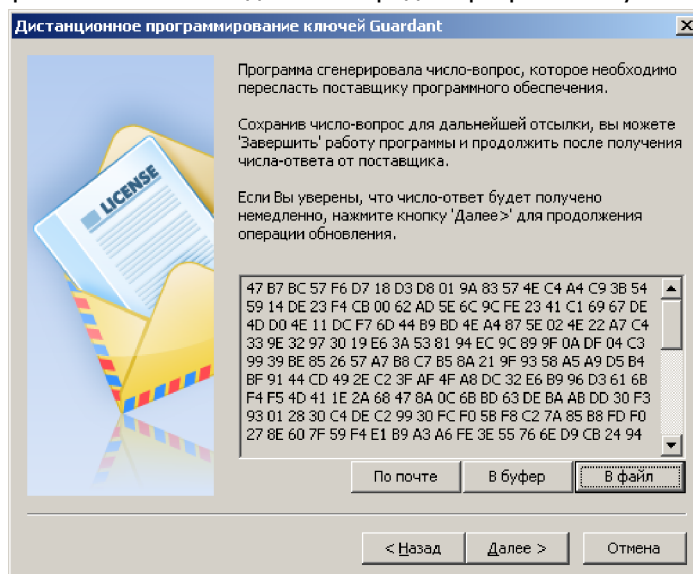 Дистанционное программирование ключей Guardant
Программа сгенерировала число-вопрос, которое необходимо
переслать поставщику программного обеспечения.
Сохранив число-вопрос для дальнейшей отсылки, вы можете
'Завершить' работу программы и продолжить после получения
числа-ответа от поставщика.
Если Вы уверены, что число-ответ будет получено
немедленно, нажмите кнопку 'Далее>' для продолжения
операции обновления.
LICENSE
47 B7 BC 57 F6 D7 18 D3 D8 01 9A 83 57 4E C4 A4 C9 3B 54
59 14 DE 23 F4 CB 00 62 AD 5E 6C 9C FE 23 41 C1 69 67 DE
4D D0 4E 11 DC F7 6D 44 B9 BD 4E A4 87 5E 02 4E 22 A7 C4
33 9E 32 97 30 19 E6 3A 53 81 94 EC 9C 89 9F 0A DF 04 C3
99 39 BE 85 26 57 A7 B8 C7 B5 8A 21 9F 93 58 A5 A9 D5 B4
BF 91 44 CD 49 2E C2 3F AF 4F A8 DC 32 E6 B9 96 D3 61 6B
F4 F5 4D 41 1E 2A 68 47 8A 0C 6B BD 63 DE BA AB DD 30 F3
93 01 28 30 C4 DE C2 99 30 FC F0 5B F8 C2 7A 85 B8 FD F0
27 8E 60 7F 59 F4 E1 B9 A3 A6 FE 3E 55 76 6E D9 CB 24 94
По почте
В буфер
В файл
< Назад
Далее >
Отмена